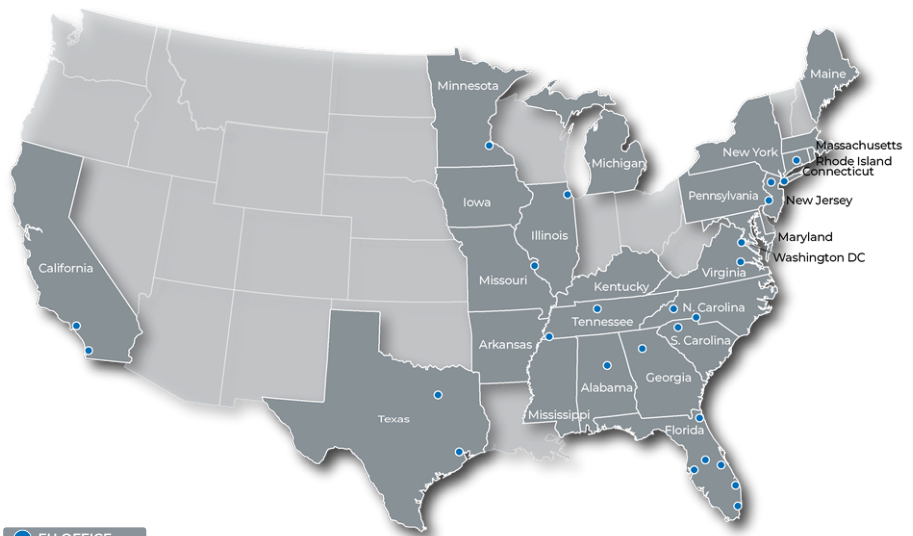 Maine
Minnesota
Massachusetts
New York
Michigan
Rhode Island
Connecticut
Pennsylvania
New Jersey
Iowa
Illinois
Maryland
Washington DC
California
Virginia
Missouri
Kentucky
N. Carolina
Tennessee
S. Carolina
Arkansas
Georgia
Alabama
Mississippi
Texas
Florida
OFFICE